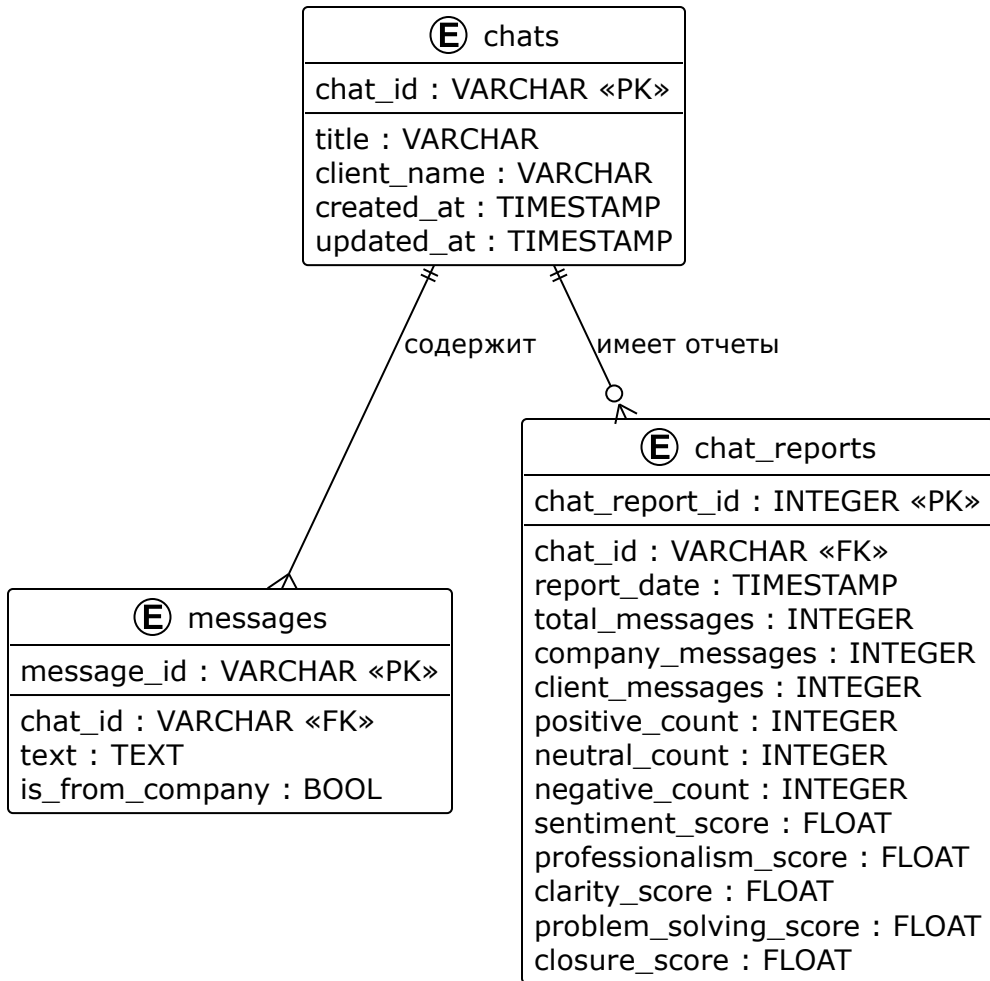 E chats
chat_id : VARCHAR «PK»
title : VARCHAR
client_name : VARCHAR
created_at : TIMESTAMP
updated_at : TIMESTAMP
содержит
имеет отчеты
E messages
message_id : VARCHAR «PK»
chat_id : VARCHAR «FK»
text : TEXT
is_from_company : BOOL
E chat_reports
chat_report_id : INTEGER «PK»
chat_id : VARCHAR «FK»
report_date : TIMESTAMP
total_messages : INTEGER
company_messages : INTEGER
client_messages : INTEGER
positive_count : INTEGER
neutral_count : INTEGER
negative_count : INTEGER
sentiment_score : FLOAT
professionalism_score : FLOAT
clarity_score : FLOAT
problem_solving_score : FLOAT
closure_score : FLOAT